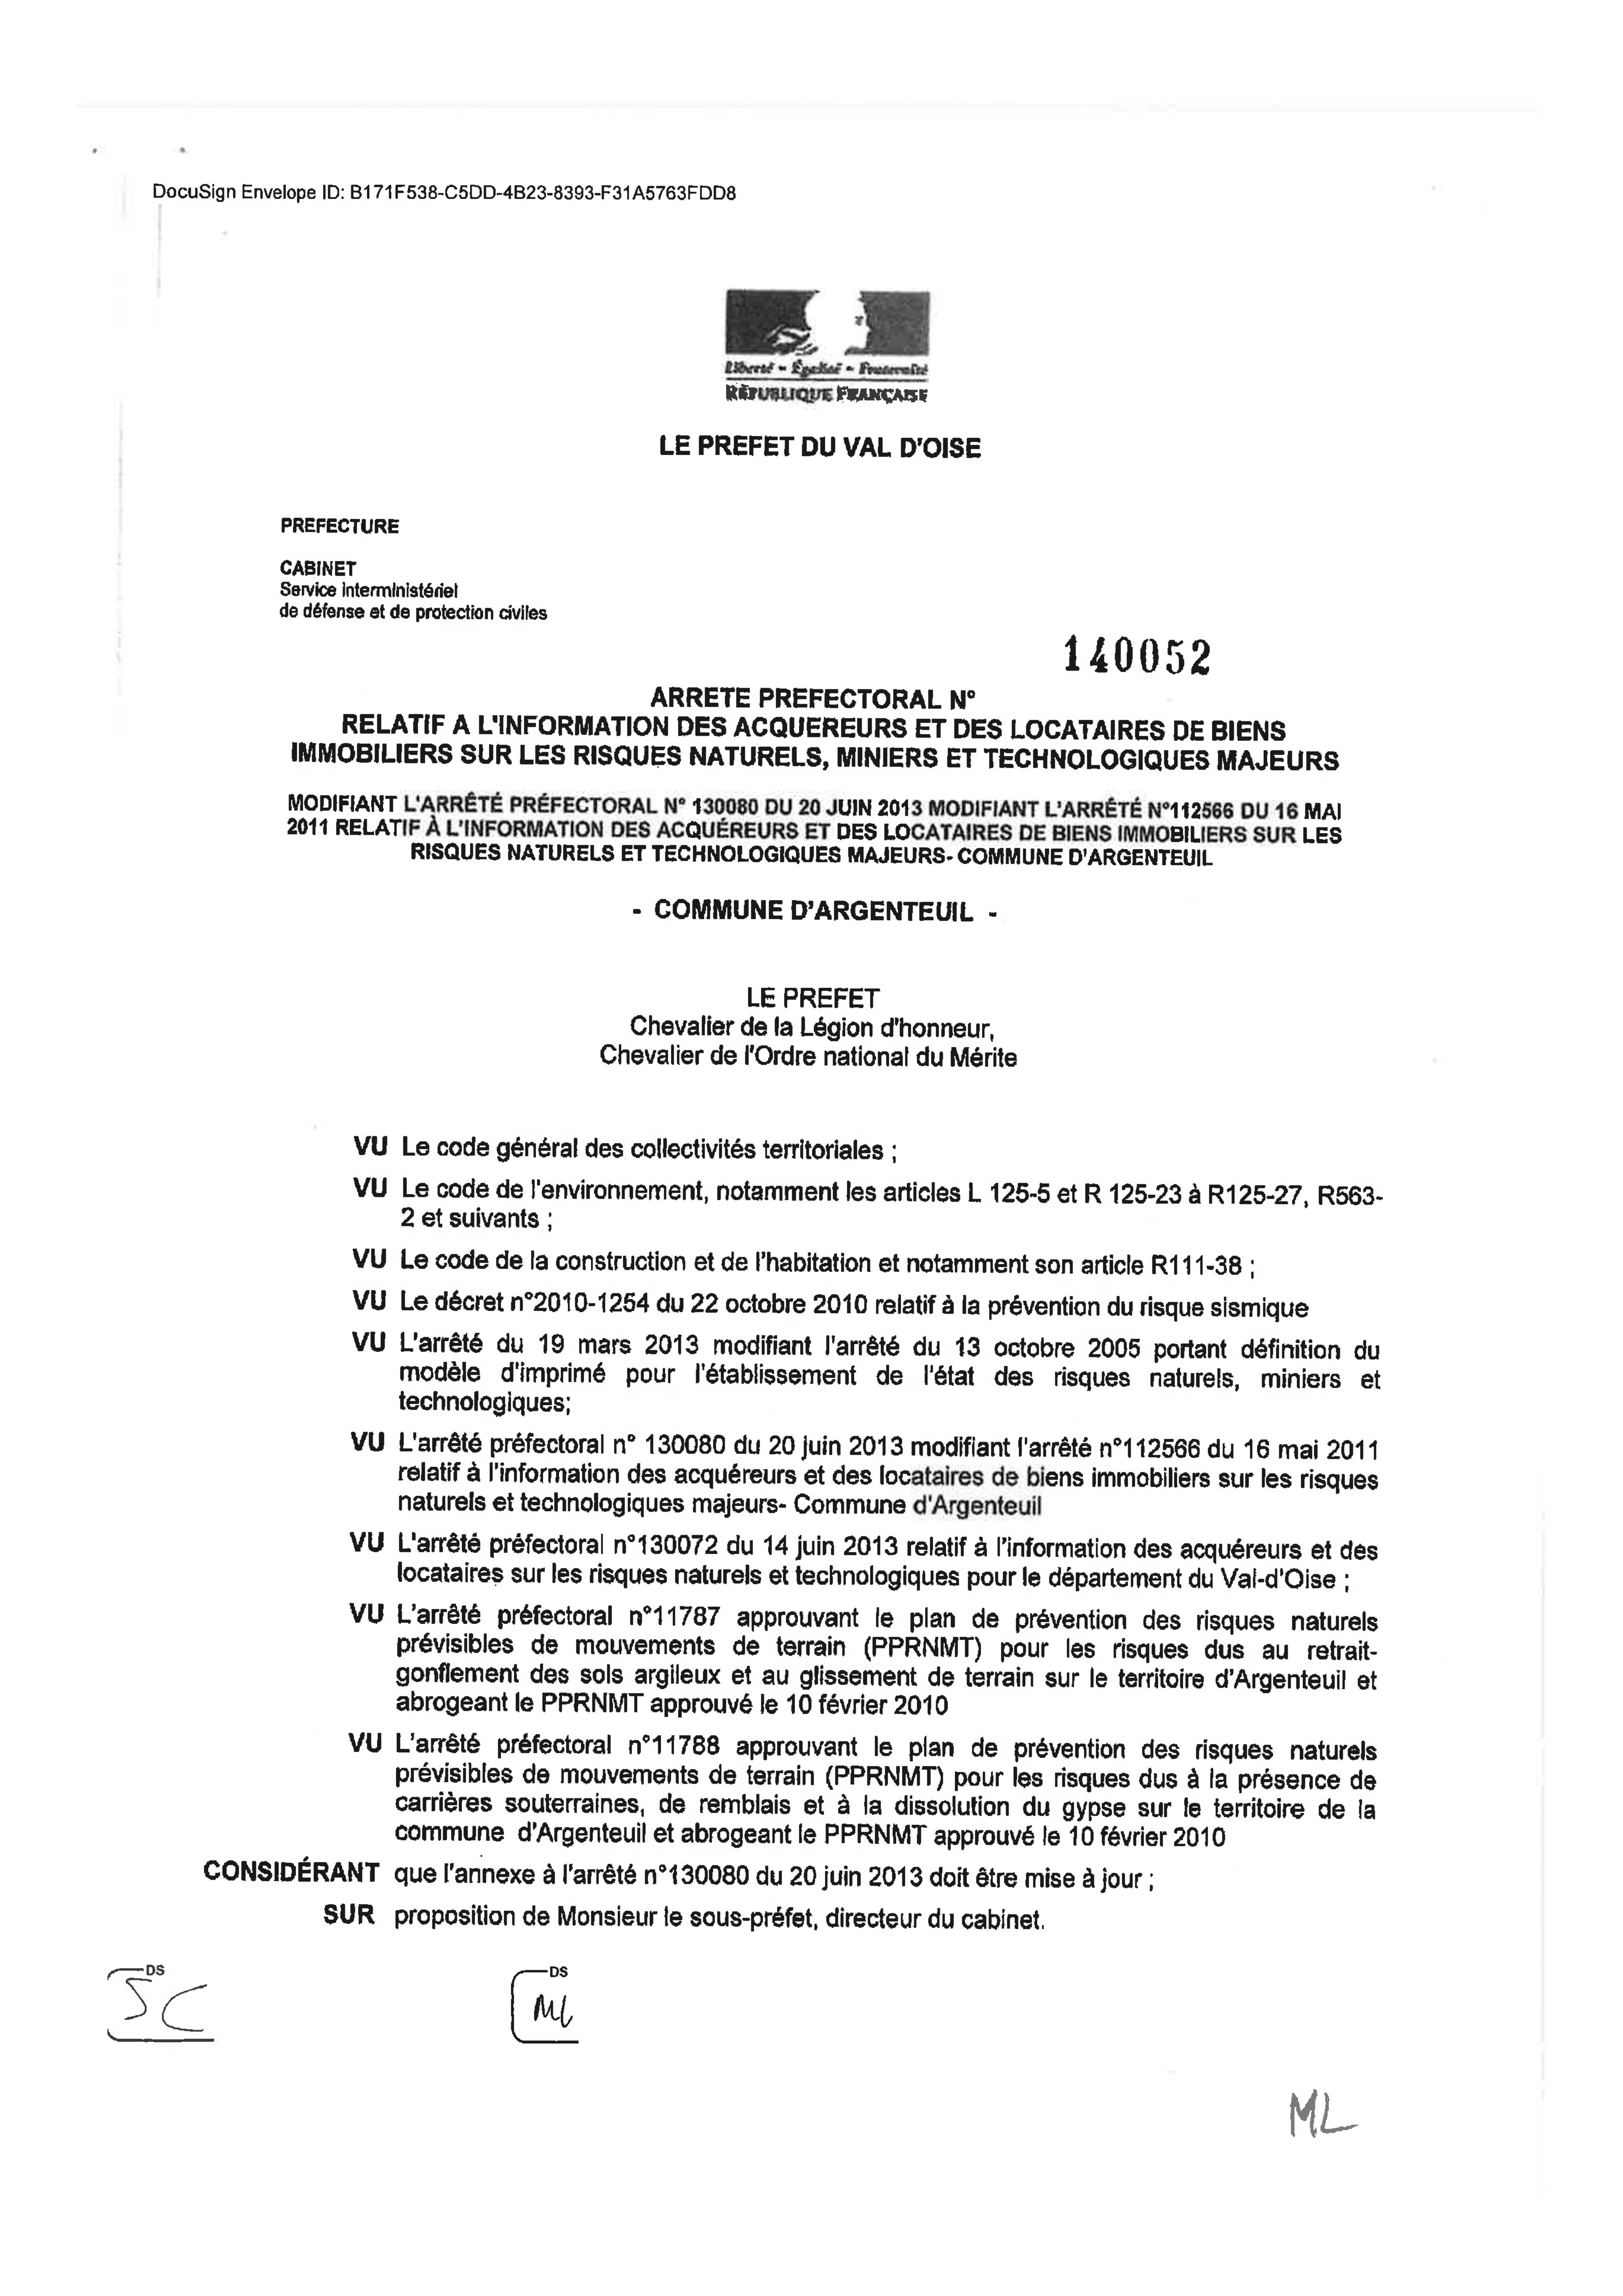 DocuSign Envelope ID: B171F538-C5DD-4B23-8393-F31A5763FDD8
Liberté • Égalité • Fraternité
RÉPUBLIQUE FRANÇAISE
LE PREFET DU VAL D'OISE
PREFECTURE
CABINET
Service interministériel
de défense et de protection civiles
140052
ARRETE PREFECTORAL N°
RELATIF A L'INFORMATION DES ACQUEREURS ET DES LOCATAIRES DE BIENS
IMMOBILIERS SUR LES RISQUES NATURELS, MINIERS ET TECHNOLOGIQUES MAJEURS
MODIFIANT L'ARRÊTÉ PRÉFECTORAL N° 130080 DU 20 JUIN 2013 MODIFIANT L'ARRÊTÉ N°112566 DU 16 MAI
2011 RELATIF À L'INFORMATION DES ACQUÉREURS ET DES LOCATAIRES DE BIENS IMMOBILIERS SUR LES
RISQUES NATURELS ET TECHNOLOGIQUES MAJEURS- COMMUNE D'ARGENTEUIL
- COMMUNE D'ARGENTEUIL -
LE PREFET
Chevalier de la Légion d'honneur,
Chevalier de l'Ordre national du Mérite
VU Le code général des collectivités territoriales ;
VU Le code de l'environnement, notamment les articles L 125-5 et R 125-23 à R125-27, R563-
2 et suivants ;
VU Le code de la construction et de l'habitation et notamment son article R111-38 ;
VU Le décret n°2010-1254 du 22 octobre 2010 relatif à la prévention du risque sismique
VU L'arrêté du 19 mars 2013 modifiant l'arrêté du 13 octobre 2005 portant définition du
modèle d'imprimé pour l'établissement de l'état des risques naturels, miniers et
technologiques;
VU L'arrêté préfectoral n° 130080 du 20 juin 2013 modifiant l'arrêté n°112566 du 16 mai 2011
relatif à l'information des acquéreurs et des locataires de biens immobiliers sur les risques
naturels et technologiques majeurs- Commune d'Argenteuil
VU L'arrêté préfectoral n°130072 du 14 juin 2013 relatif à l'information des acquéreurs et des
locataires sur les risques naturels et technologiques pour le département du Val-d'Oise ;
VU L'arrêté préfectoral n°11787 approuvant le plan de prévention des risques naturels
prévisibles de mouvements de terrain (PPRNMT) pour les risques dus au retrait-
gonflement des sols argileux et au glissement de terrain sur le territoire d'Argenteuil et
abrogeant le PPRNMT approuvé le 10 février 2010
VU L'arrêté préfectoral n°11788 approuvant le plan de prévention des risques naturels
prévisibles de mouvements de terrain (PPRNMT) pour les risques dus à la présence de
carrières souterraines, de remblais et à la dissolution du gypse sur le territoire de la
commune d'Argenteuil et abrogeant le PPRNMT approuvé le 10 février 2010
CONSIDÉRANT que l'annexe à l'arrêté n°130080 du 20 juin 2013 doit être mise à jour ;
SUR proposition de Monsieur le sous-préfet, directeur du cabinet.
DS
DS
JC
ML
ML